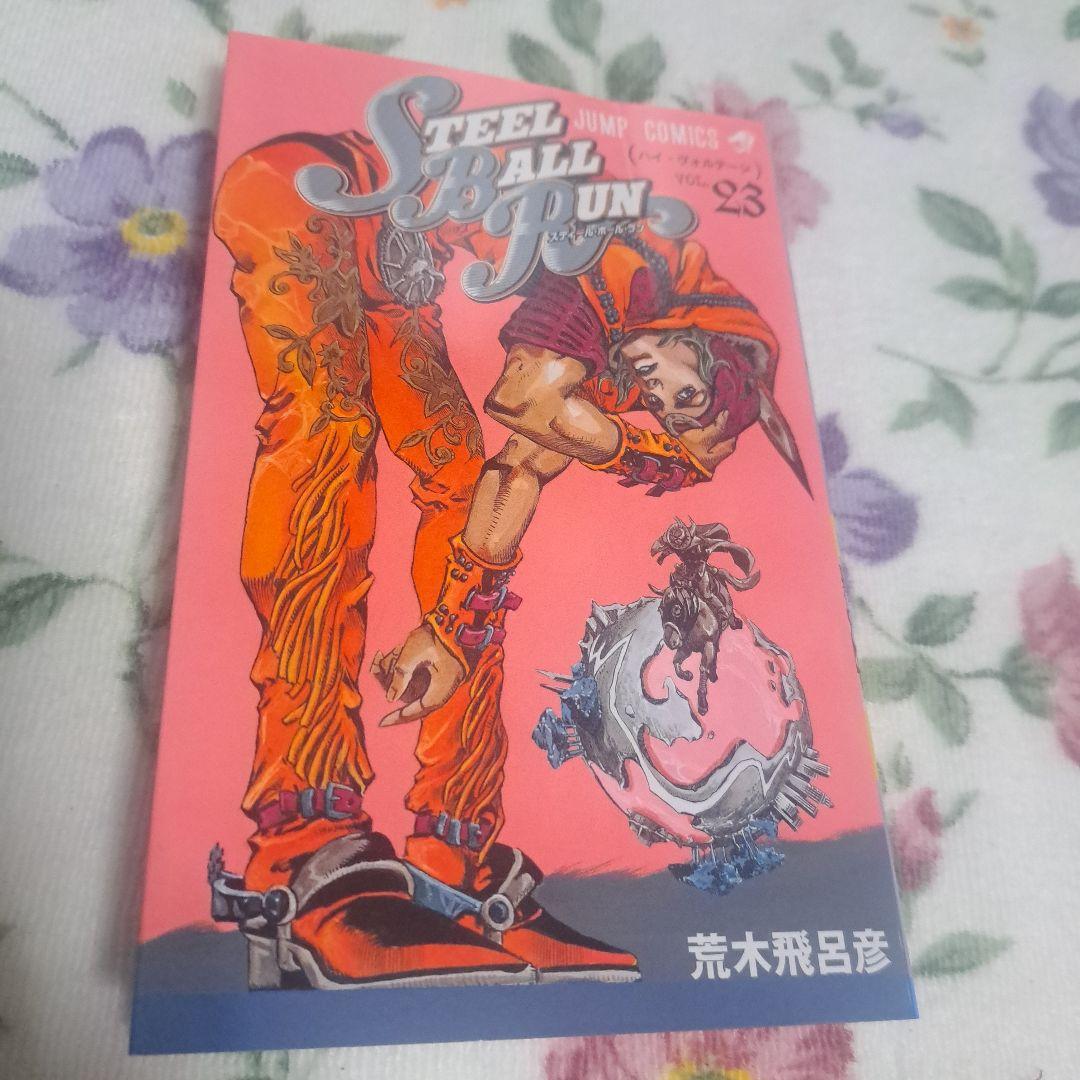 STEEL
BALL
RUN
スティール・ボール・ラン
JUMP COMICS
(ハイ・ヴォルテージ)
VOL. 23
荒木飛呂彦